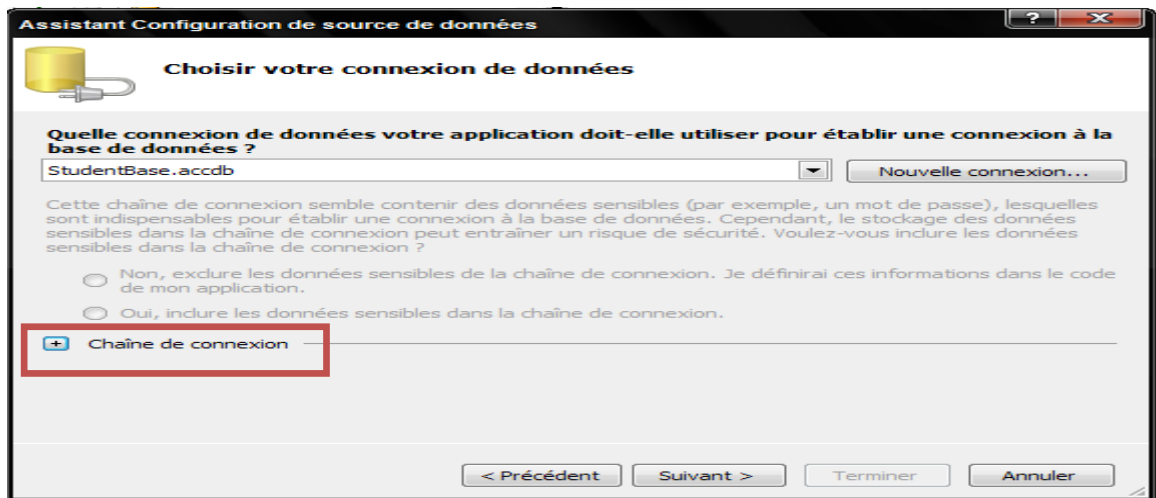 Assistant Configuration de source de données
Choisir votre connexion de données
Quelle connexion de données votre application doit-elle utiliser pour établir une connexion à la
base de données ?
StudentBase.accdb
Nouvelle connexion...
Cette chaîne de connexion semble contenir des données sensibles (par exemple, un mot de passe), lesquelles
sont indispensables pour établir une connexion à la base de données. Cependant, le stockage des données
sensibles dans la chaîne de connexion peut entraîner un risque de sécurité. Voulez-vous inclure les données
sensibles dans la chaîne de connexion ?
Non, exclure les données sensibles de la chaîne de connexion. Je définirai ces informations dans le code
de mon application.
Oui, inclure les données sensibles dans la chaîne de connexion.
Chaîne de connexion
< Précédent
Suivant >
Terminer
Annuler